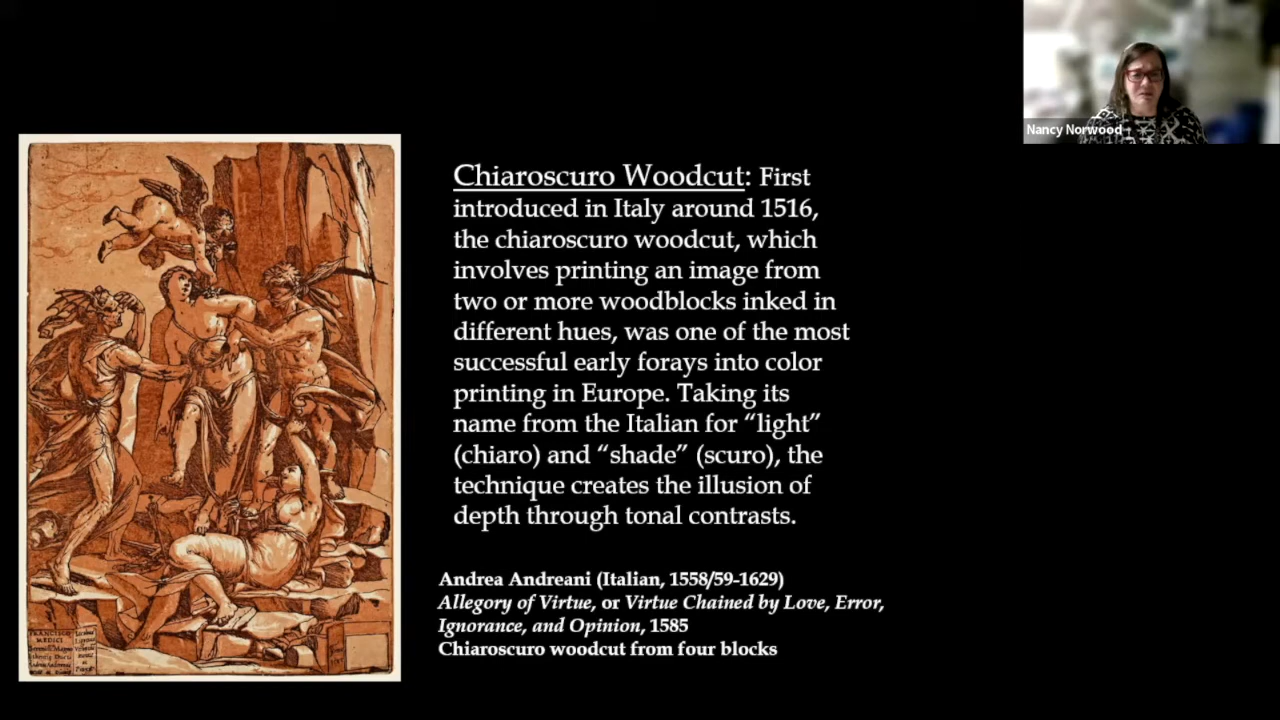 Nancy Norwood
Chiaroscuro Woodcut: First
introduced in Italy around 1516,
the chiaroscuro woodcut, which
involves printing an image from
two or more woodblocks inked in
different hues, was one of the most
successful early forays into color
printing in Europe. Taking its
name from the Italian for “light”
(chiaro) and “shade” (scuro), the
technique creates the illusion of
depth through tonal contrasts.
Andrea Andreani (Italian, 1558/59-1629)
Allegory of Virtue, or Virtue Chained by Love, Error,
Ignorance, and Opinion, 1585
Chiaroscuro woodcut from four blocks
FRANCISCO
MEDICI